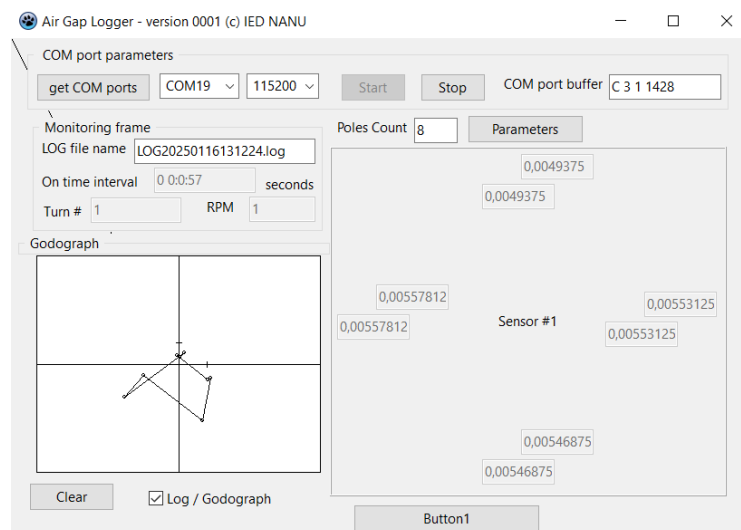 Air Gap Logger - version 0001 (c) IED NANU
COM port parameters
get COM ports COM19 115200 Start Stop COM port buffer C 3 1 1428
Monitoring frame
LOG file name LOG20250116131224.log
On time interval 0 0:0:57 seconds
Turn # 1 RPM 1
Poles Count 8 Parameters
0,0049375
0,0049375
0,00557812
0,00557812
Sensor #1
0,00553125
0,00553125
0,00546875
0,00546875
Godograph
Clear Log / Godograph
Button1